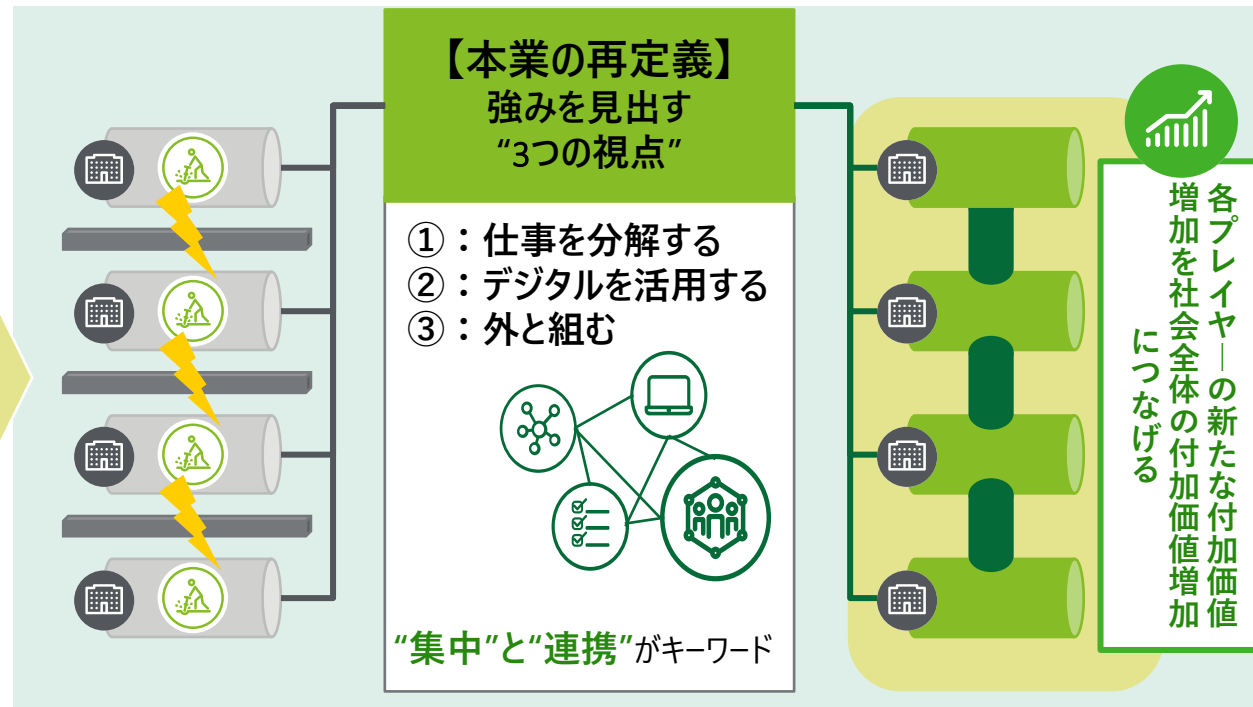 【本業の再定義】
強みを見出す
“3つの視点”
①：仕事を分解する
②：デジタルを活用する
③：外と組む
“集中”と“連携”がキーワード
各プレイヤーの新たな付加価値
増加を社会全体の付加価値増加
につなげる